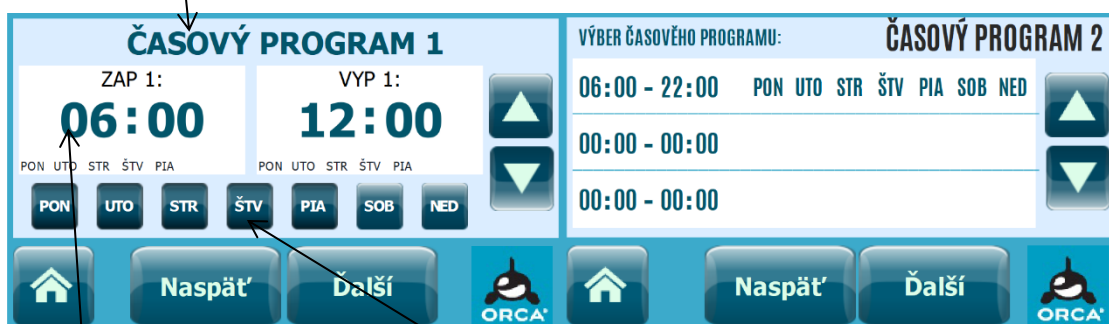 ČASOVÝ PROGRAM 1
ZAP 1:
VYP 1:
06:00
12:00
PON UTO STR ŠTV PIA
PON UTO STR ŠTV PIA
PON UTO STR ŠTV PIA SOB NED
Naspäť
Ďalší
ORCA
VÝBER ČASOVÉHO PROGRAMU:
ČASOVÝ PROGRAM 2
06:00 - 22:00 PON UTO STR ŠTV PIA SOB NED
00:00 - 00:00
00:00 - 00:00
Naspäť
Ďalší
ORCA